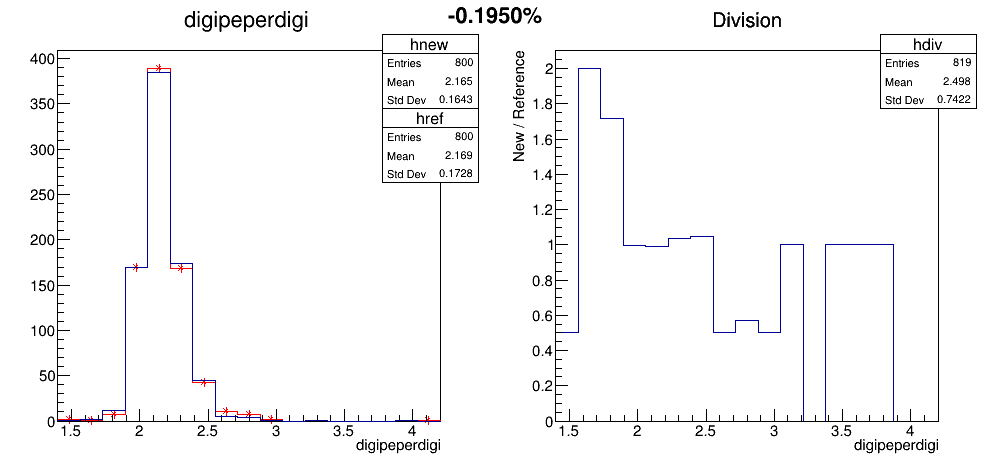 digipeperdigi
-0.1950%
Division
hnew
Entries 800
Mean 2.165
Std Dev 0.1643
href
Entries 800
Mean 2.169
Std Dev 0.1728
400
350
300
250
200
150
100
50
0
1.5 2 2.5 3 3.5 4
digipeperdigi
hdiv
Entries 819
Mean 2.498
Std Dev 0.7422
New / Reference
2
1.8
1.6
1.4
1.2
1
0.8
0.6
0.4
0.2
0
1.5 2 2.5 3 3.5 4
digipeperdigi